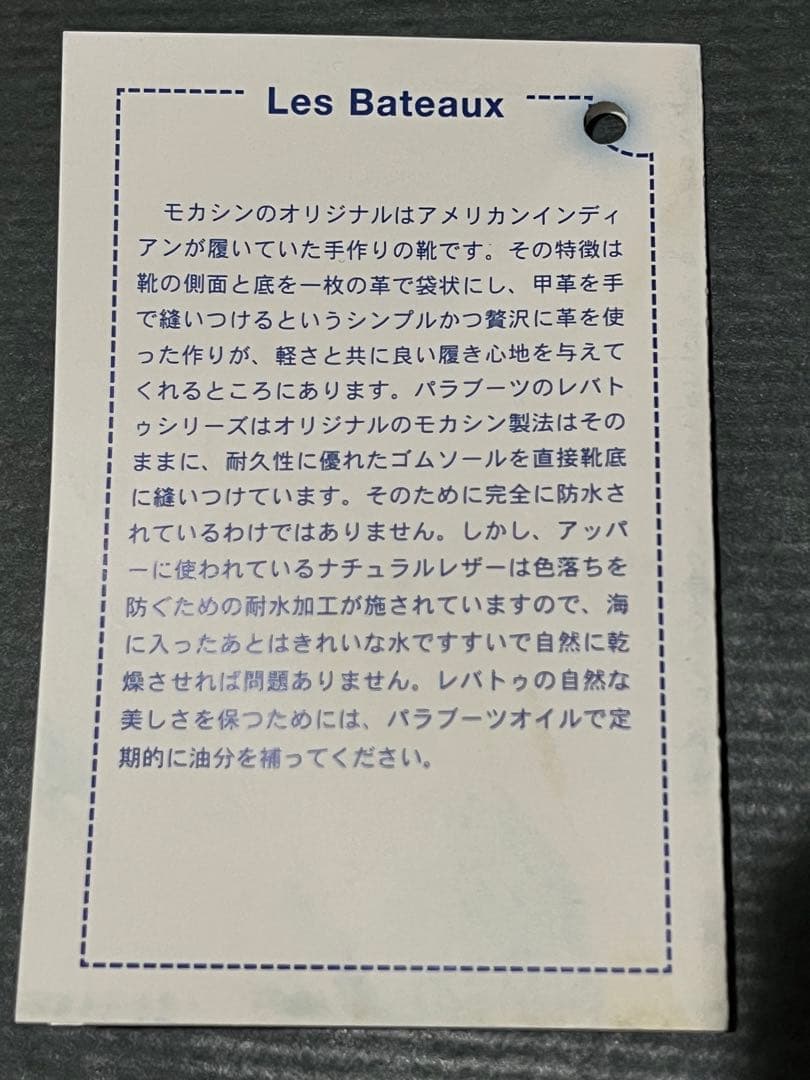 Les Bateaux
モカシンのオリジナルはアメリカンインディ
アンが履いていた手作りの靴です。その特徴は
靴の側面と底を一枚の革で袋状にし、甲革を手
で縫いつけるというシンプルかつ贅沢に革を使
った作りが、軽さと共に良い履き心地を与えて
くれるところにあります。パラブーツのレバト
ゥシリーズはオリジナルのモカシン製法はその
ままに、耐久性に優れたゴムソールを直接靴底
に縫いつけています。そのために完全に防水さ
れているわけではありません。しかし、アッパ
ーに使われているナチュラルレザーは色落ちを
防ぐための耐水加工が施されていますので、海
に入ったあとはきれいな水ですすいで自然に乾
燥させれば問題ありません。レバトゥの自然な
美しさを保つためには、パラブーツオイルで定
期的に油分を補ってください。